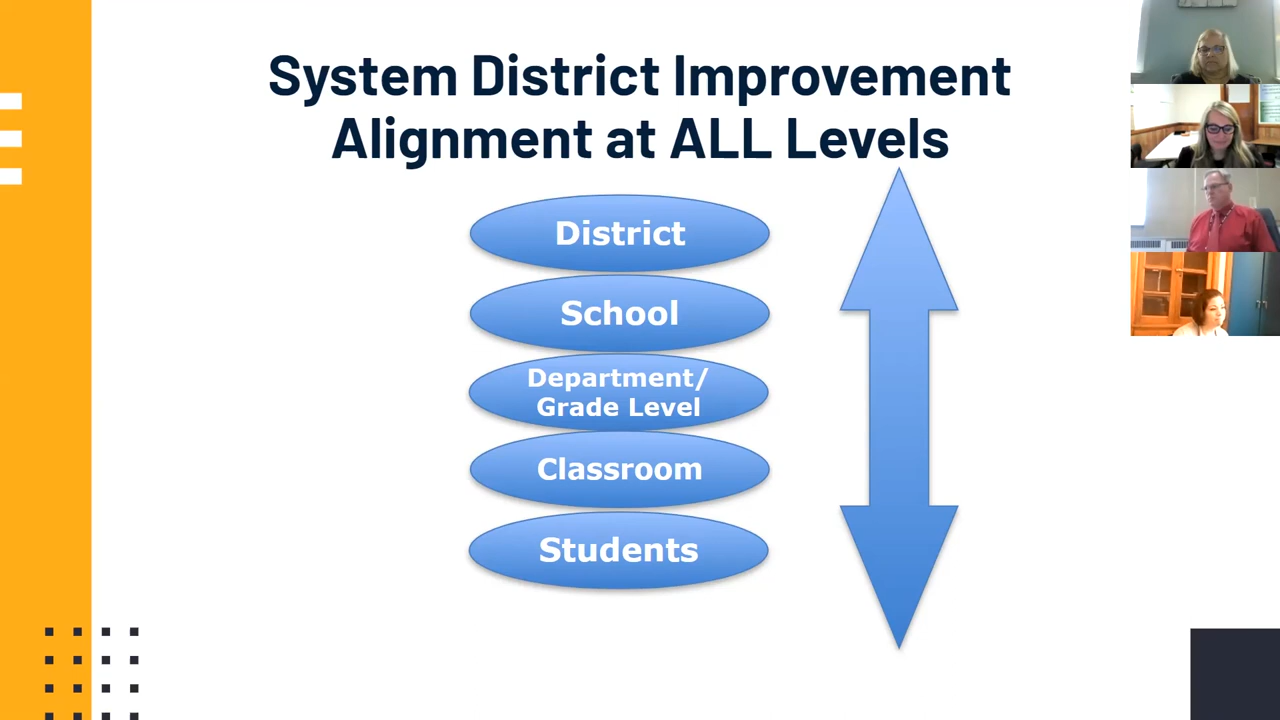 System District Improvement
Alignment at ALL Levels
District
School
Department/
Grade Level
Classroom
Students